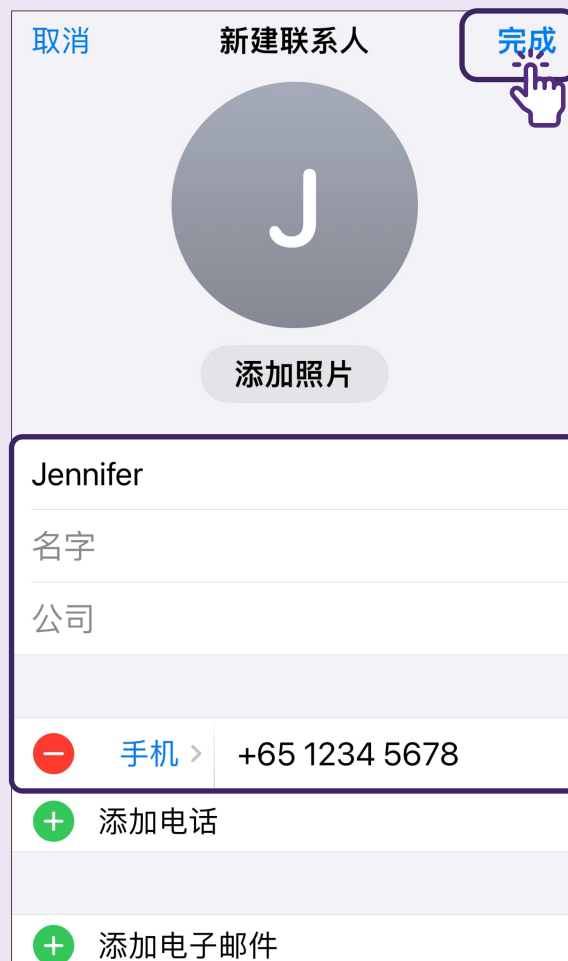 取消 新建联系人 完成
J
添加照片
Jennifer
名字
公司
手机 +65 1234 5678
添加电话
添加电子邮件